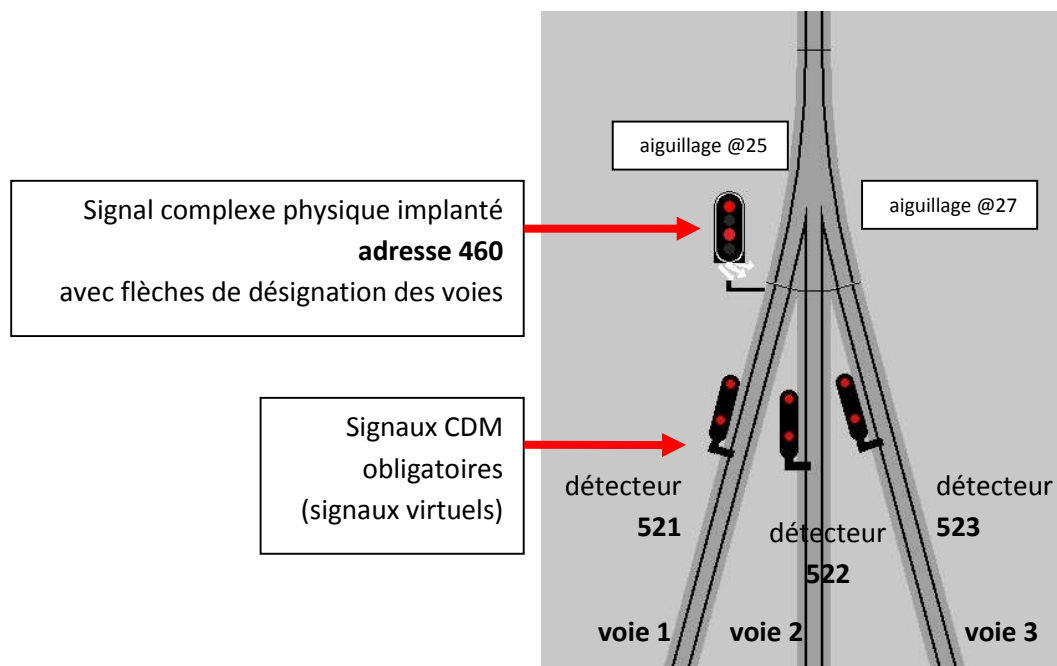 aiguillage @25
aiguillage @27
Signal complexe physique implanté
adresse 460
avec flèches de désignation des voies
Signaux CDM
obligatoires
(signaux virtuels)
détecteur
521
détecteur
522
détecteur
523
voie 1
voie 2
voie 3